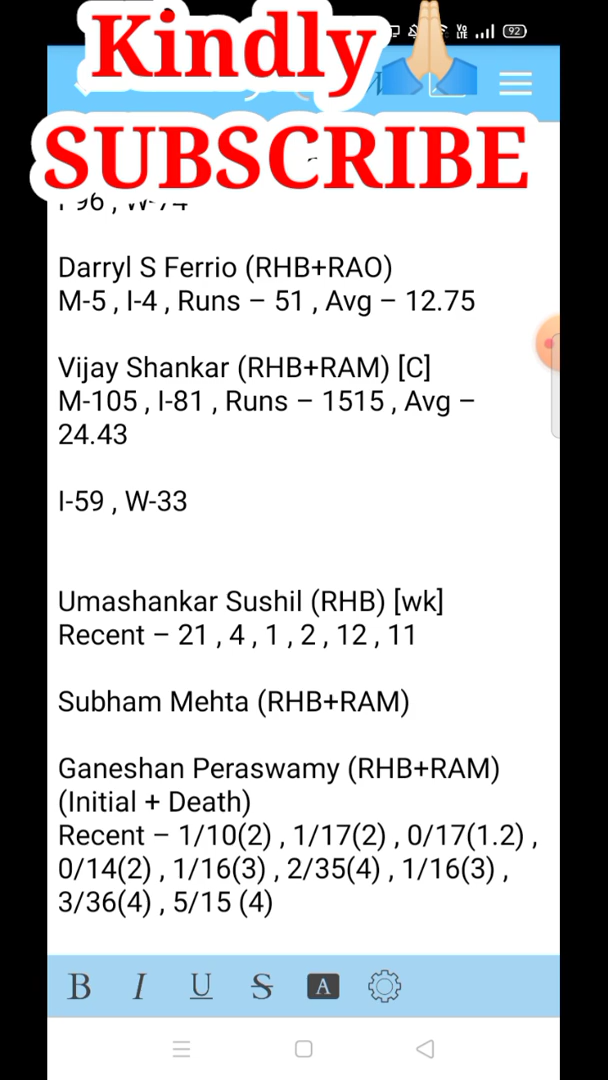 Kindly
VoLTE 92
SUBSCRIBE
Darryl S Ferrio (RHB+RAO)
M-5 , I-4 , Runs – 51 , Avg – 12.75
Vijay Shankar (RHB+RAM) [C]
M-105 , I-81 , Runs – 1515 , Avg –
24.43
I-59 , W-33
Umashankar Sushil (RHB) [wk]
Recent – 21 , 4 , 1 , 2 , 12 , 11
Subham Mehta (RHB+RAM)
Ganeshan Peraswamy (RHB+RAM)
(Initial + Death)
Recent – 1/10(2) , 1/17(2) , 0/17(1.2) ,
0/14(2) , 1/16(3) , 2/35(4) , 1/16(3) ,
3/36(4) , 5/15 (4)
B I U S A